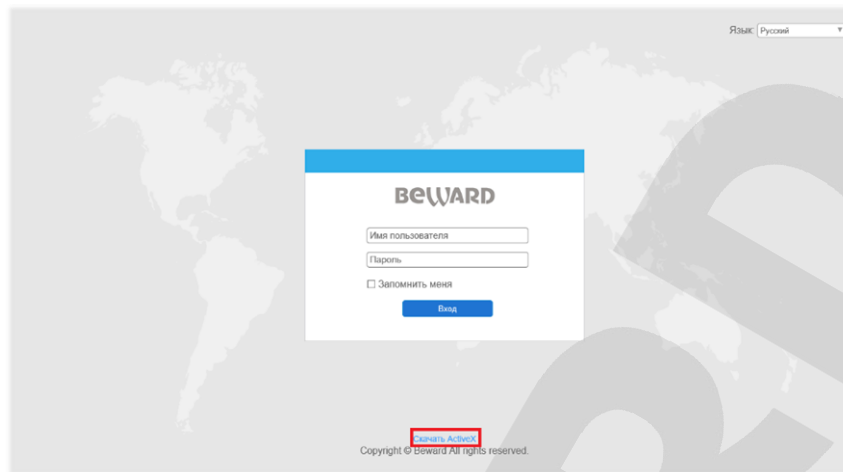 Язык: Русский
BEWARD
Имя пользователя
Пароль
Запомнить меня
Вход
Скачать ActiveX
Copyright © Beward All rights reserved.